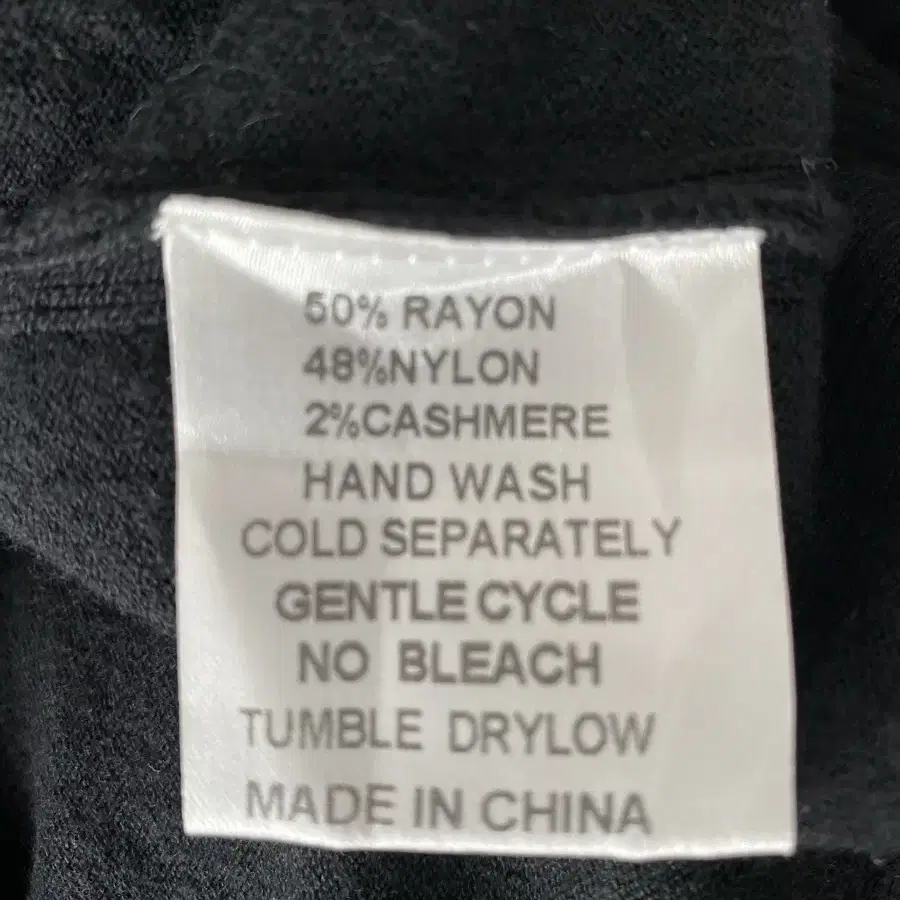 50% RAYON
48%NYLON
2%CASHMERE
HAND WASH
COLD SEPARATELY
GENTLE CYCLE
NO BLEACH
TUMBLE DRYLOW
MADE IN CHINA